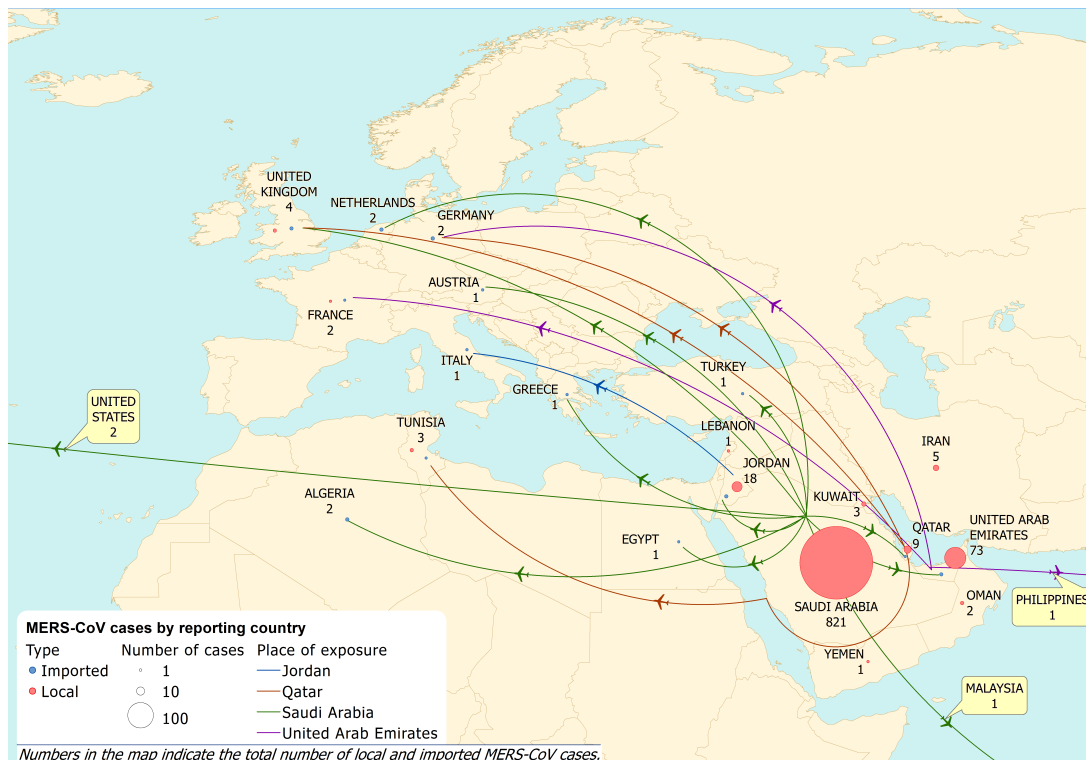 UNITED
KINGDOM
4
NETHERLANDS
2
GERMANY
2
AUSTRIA
1
FRANCE
2
ITALY
1
GREECE
1
TURKEY
1
UNITED
STATES
2
TUNISIA
3
LEBANON
1
JORDAN
18
IRAN
5
ALGERIA
2
KUWAIT
3
QATAR
9
UNITED ARAB
EMIRATES
73
EGYPT
1
SAUDI ARABIA
821
OMAN
2
PHILIPPINES
1
YEMEN
1
MALAYSIA
1
MERS-CoV cases by reporting country
Type
Imported
Local
Number of cases
1
10
100
Place of exposure
Jordan
Qatar
Saudi Arabia
United Arab Emirates
Numbers in the map indicate the total number of local and imported MERS-CoV cases.